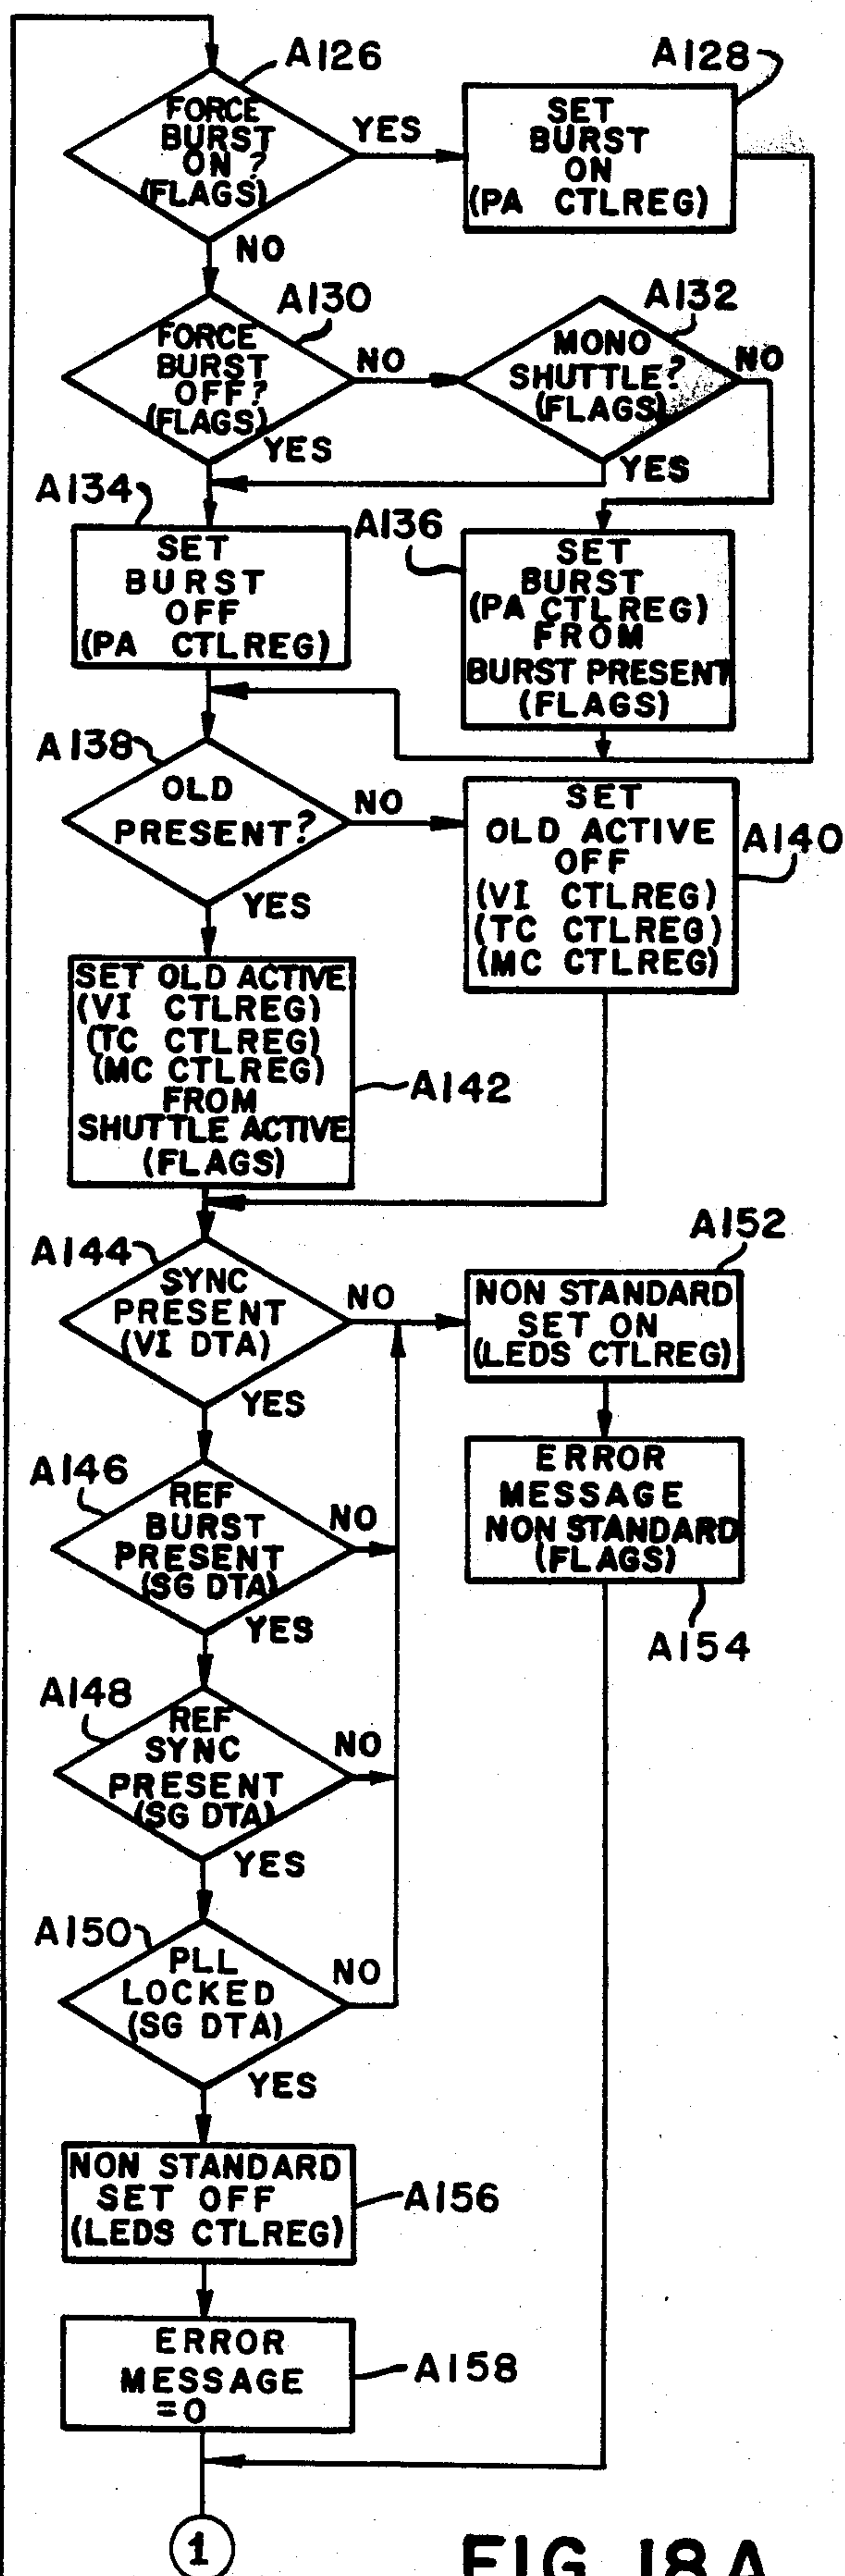 A126
FORCE
BURST
ON ?
(FLAGS)
YES
NO
A128
SET
BURST
ON
(PA CTLREG)
A130
FORCE
BURST
OFF?
(FLAGS)
NO
YES
A132
MONO
SHUTTLE?
(FLAGS)
NO
YES
A134
SET
BURST
OFF
(PA CTLREG)
A136
SET
BURST
(PA CTLREG)
FROM
BURST PRESENT
(FLAGS)
A138
OLD
PRESENT?
NO
YES
A140
SET
OLD ACTIVE
OFF
(VI CTLREG)
(TC CTLREG)
(MC CTLREG)
SET OLD ACTIVE
(VI CTLREG)
(TC CTLREG)
(MC CTLREG)
FROM
SHUTTLE ACTIVE
(FLAGS)
A142
A144
SYNC
PRESENT
(VI DTA)
NO
YES
A152
NON STANDARD
SET ON
(LEDS CTLREG)
A146
REF
BURST
PRESENT
(SG DTA)
NO
YES
ERROR
MESSAGE
NON STANDARD
(FLAGS)
A154
A148
REF
SYNC
PRESENT
(SG DTA)
NO
YES
A150
PLL
LOCKED
(SG DTA)
NO
YES
NON STANDARD
SET OFF
(LEDS CTLREG)
A156
ERROR
MESSAGE
=0
A158
1
FIG. 18A